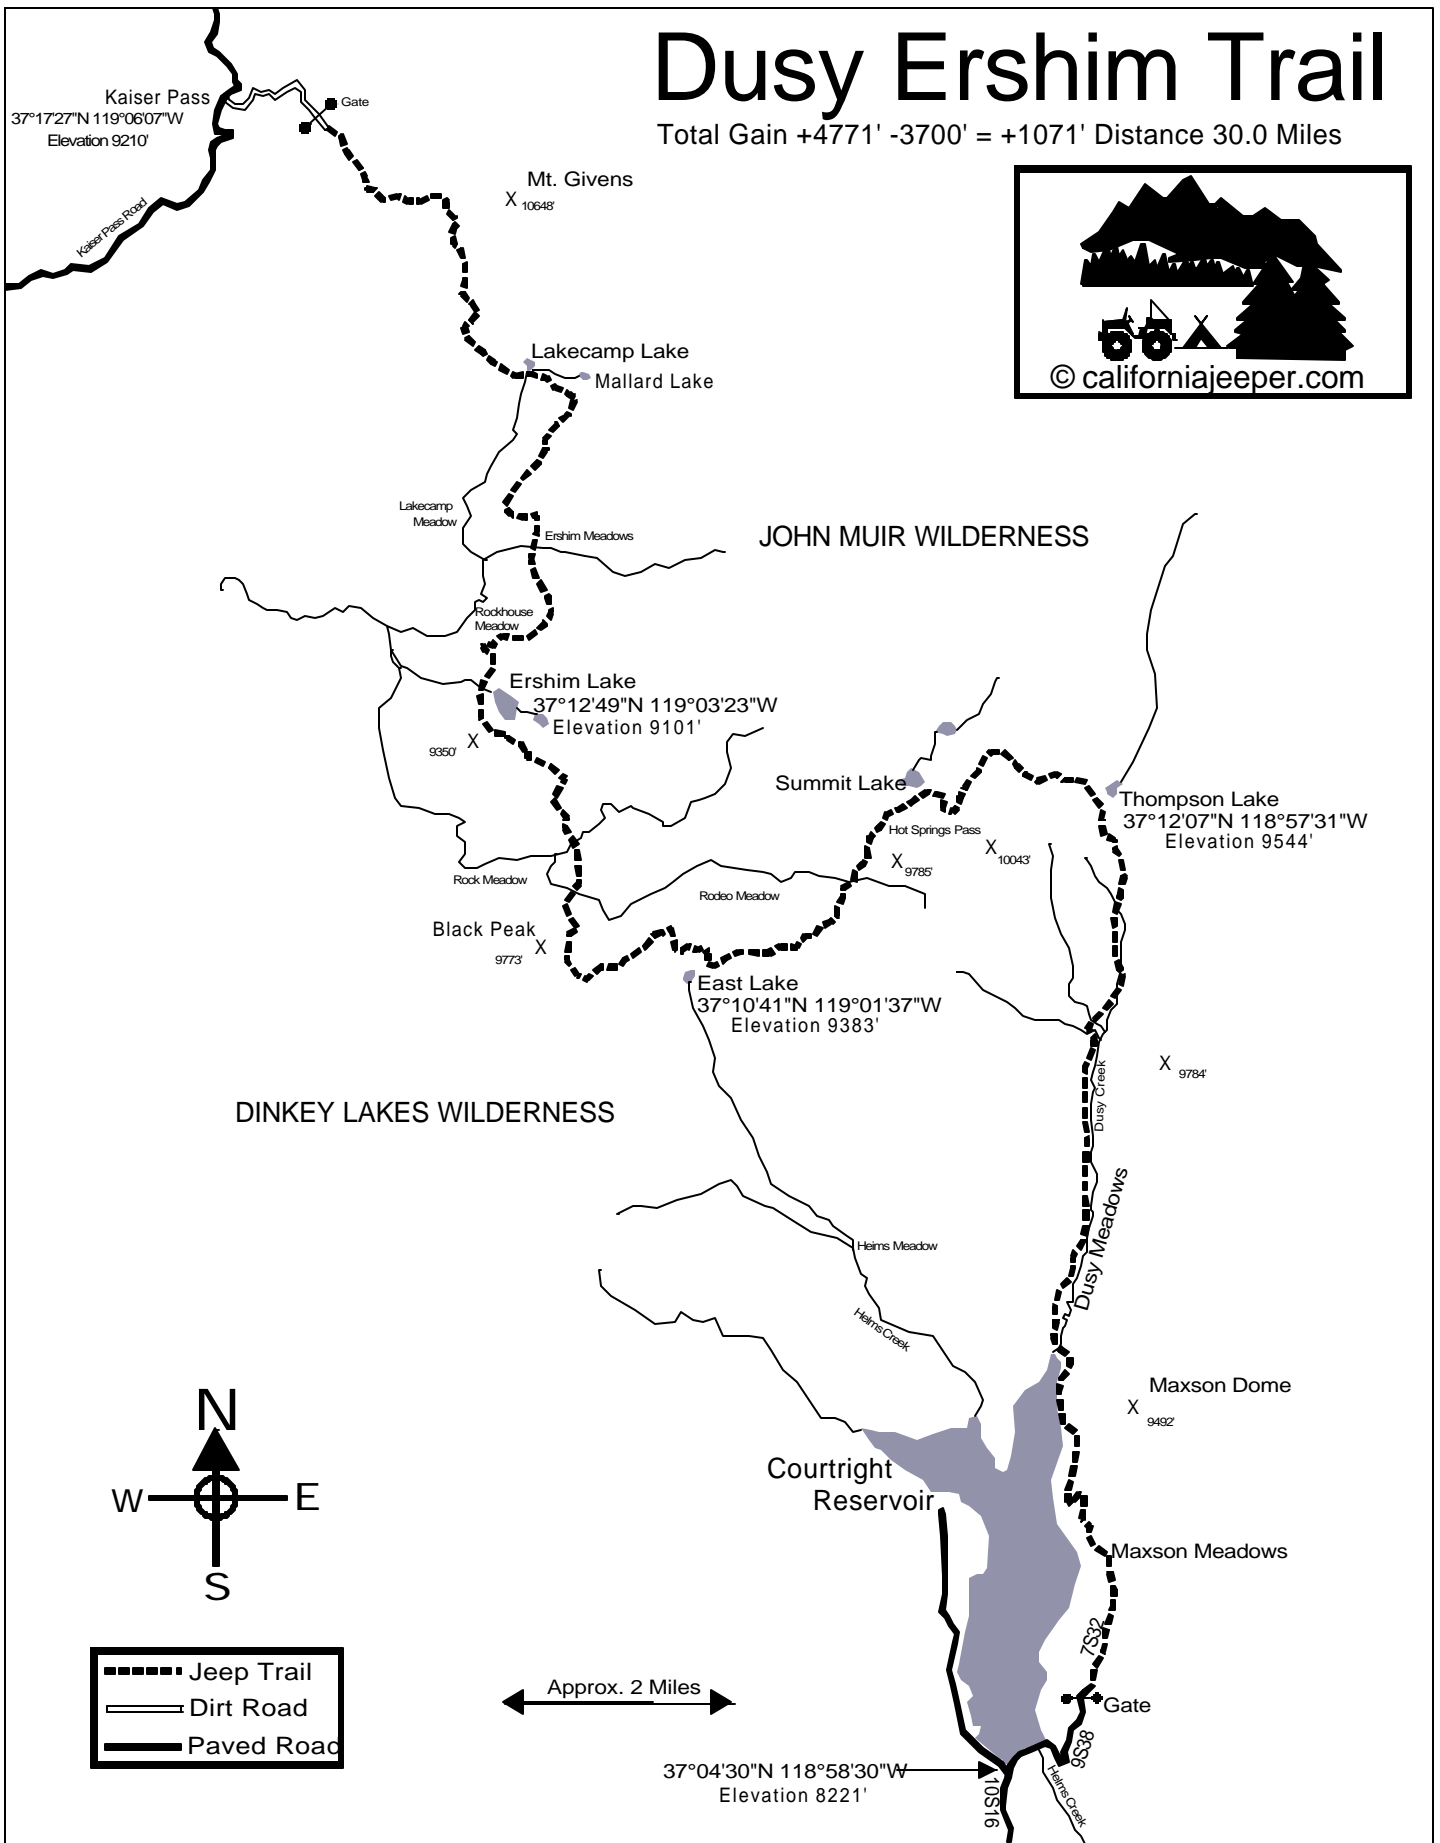 Dusy Ershim Trail
Total Gain +4771' -3700' = +1071' Distance 30.0 Miles
Kaiser Pass
37°17'27"N 119°06'07"W
Elevation 9210'
Gate
Kaiser Pass Road
Mt. Givens
X 10648'
© californiajeeper.com
Lakecamp Lake
Mallard Lake
Lakecamp
Meadow
Ershim Meadows
JOHN MUIR WILDERNESS
Rockhouse
Meadow
Ershim Lake
37°12'49"N 119°03'23"W
Elevation 9101'
9350' X
Summit Lake
Thompson Lake
37°12'07"N 118°57'31"W
Elevation 9544'
Hot Springs Pass
X 9785'
X 10043'
Rock Meadow
Rodeo Meadow
Black Peak
X
9773'
East Lake
37°10'41"N 119°01'37"W
Elevation 9383'
X 9784'
Dusy Creek
DINKEY LAKES WILDERNESS
Dusy Meadows
Heims Meadow
Helms Creek
Maxson Dome
X 9492'
N
W E
S
Courtright
Reservoir
Maxson Meadows
7S32
Jeep Trail
Dirt Road
Paved Road
Approx. 2 Miles
Gate
9S38
37°04'30"N 118°58'30"W
Elevation 8221'
10S16
Helms Creek